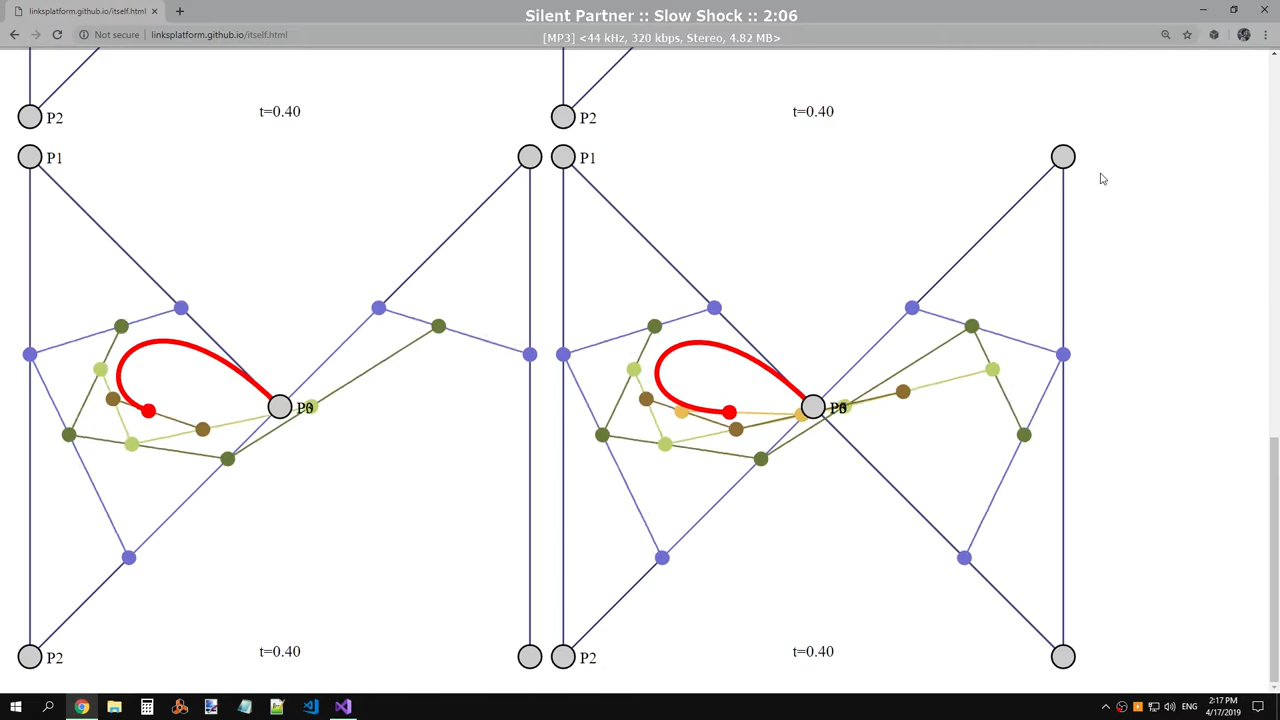 linksplatform.github.io/itself.html
Silent Partner :: Slow Shock :: 2:06
[MP3] <44 kHz, 320 kbps, Stereo, 4.82 MB>
Not secure
linksplatform.github.io/itself.html
P2
t=0.40
P2
t=0.40
P1
P1
P2
t=0.40
P2
t=0.40
ENG
2:17 PM
4/17/2019